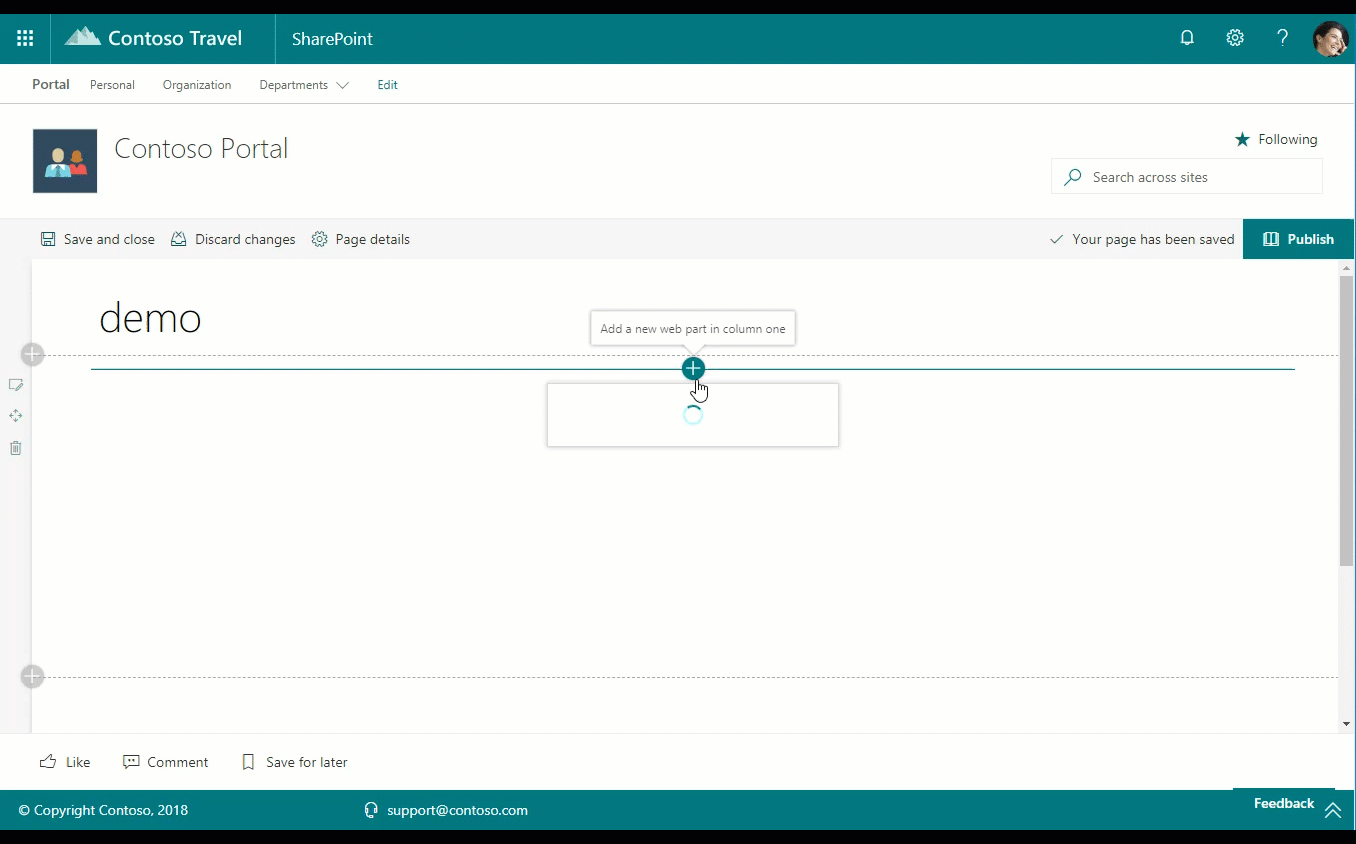 Contoso Travel
SharePoint
Portal
Personal
Organization
Departments
Edit
Contoso Portal
Following
Search across sites
Save and close
Discard changes
Page details
Your page has been saved
Publish
demo
Add a new web part in column one
Like
Comment
Save for later
© Copyright Contoso, 2018
support@contoso.com
Feedback